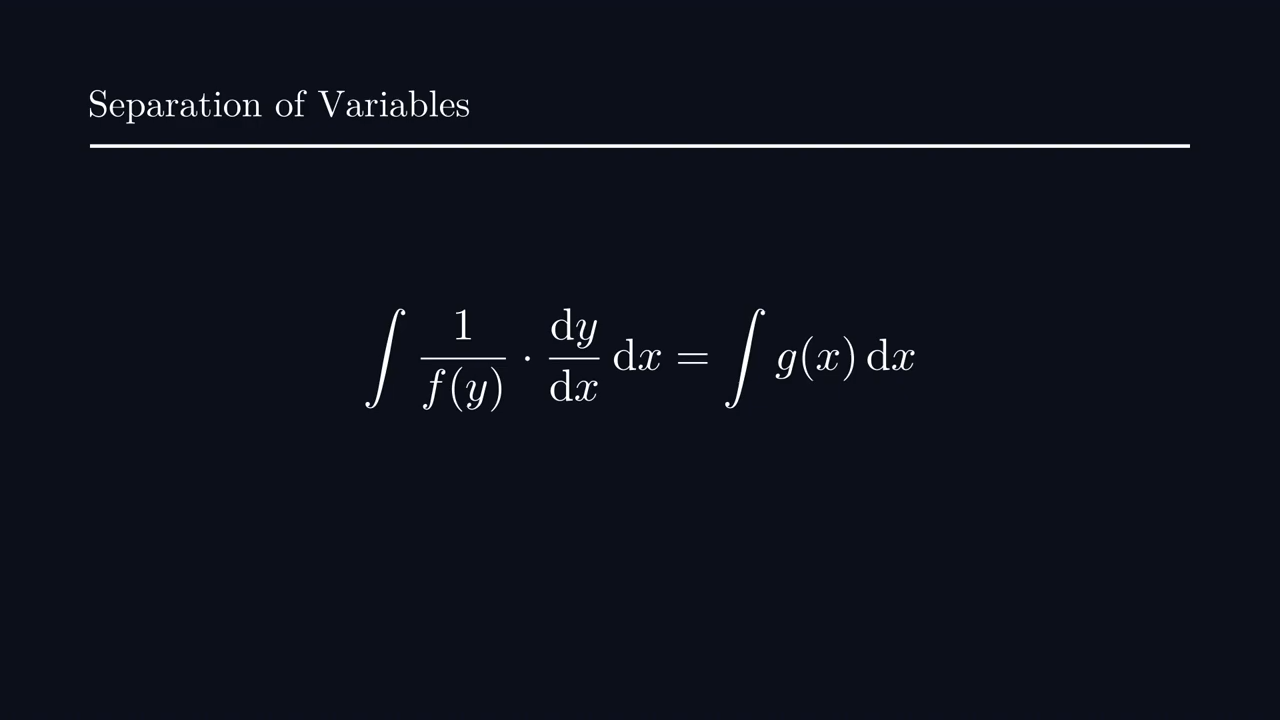 Separation of Variables
∫ 1/f(y) · dy/dx dx = ∫ g(x) dx